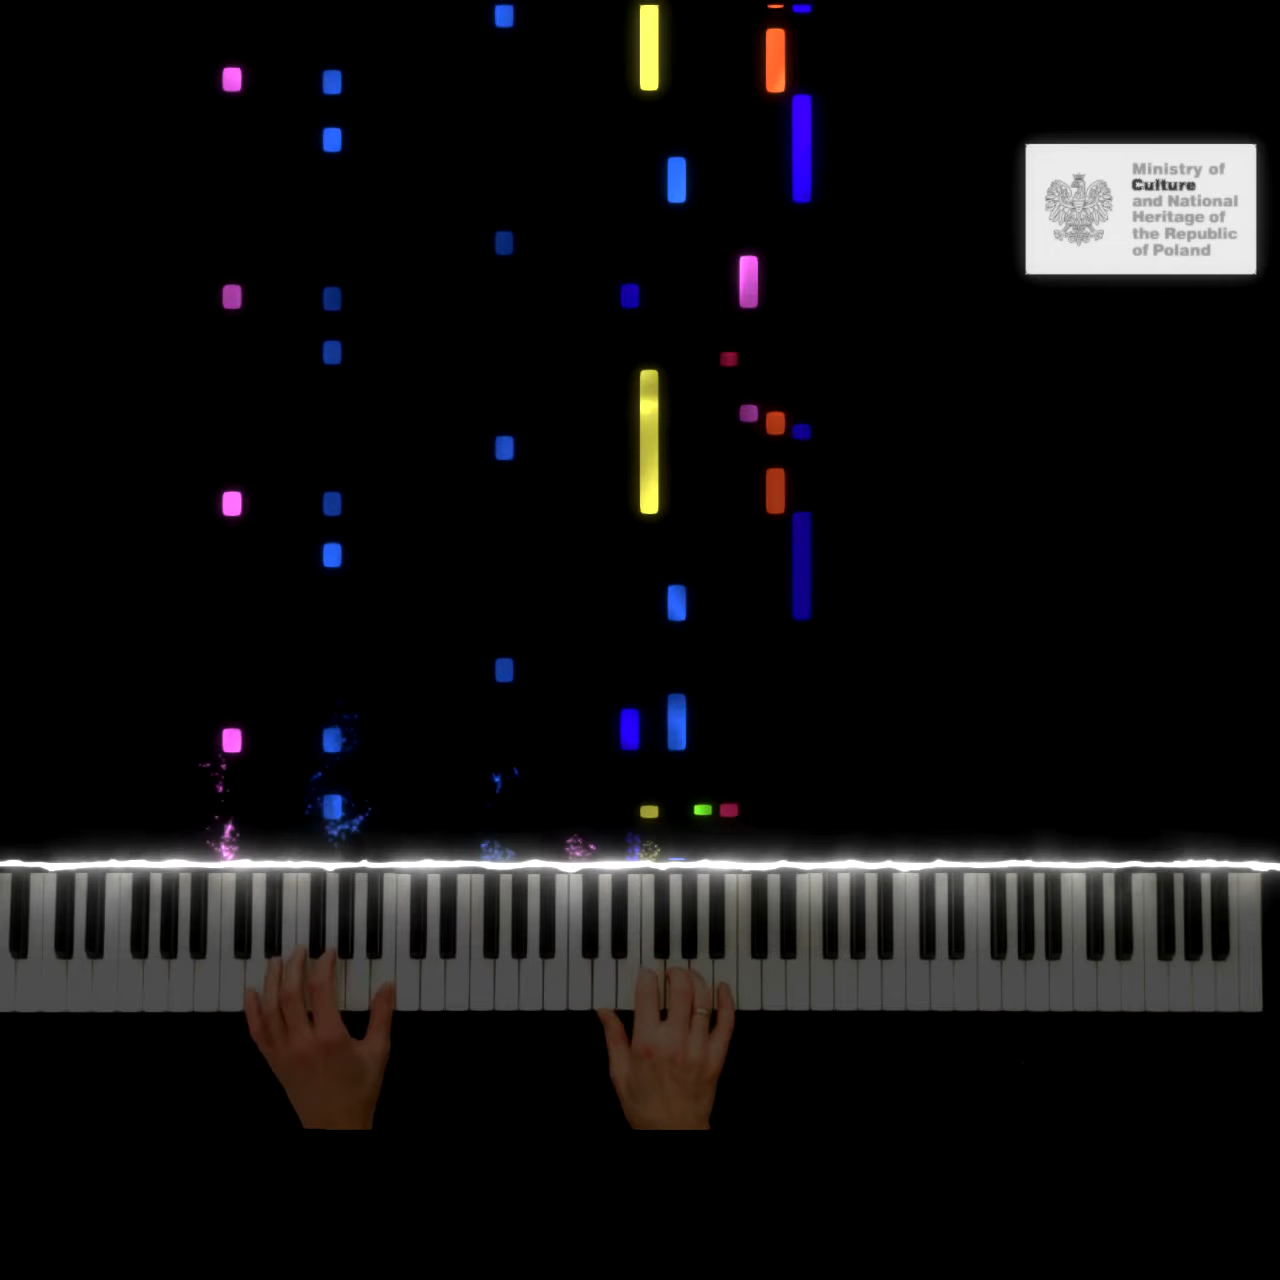 Ministry of
Culture
and National
Heritage of
the Republic
of Poland